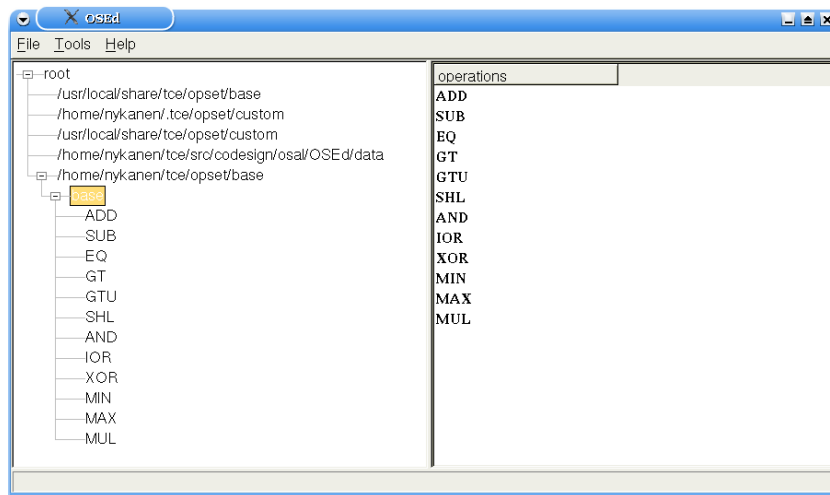 OSEd
File Tools Help
root
/usr/local/share/tce/opset/base
/home/nykanen/.tce/opset/custom
/usr/local/share/tce/opset/custom
/home/nykanen/tce/src/codesign/osal/OSEd/data
/home/nykanen/tce/opset/base
base
ADD
SUB
EQ
GT
GTU
SHL
AND
IOR
XOR
MIN
MAX
MUL
operations
ADD
SUB
EQ
GT
GTU
SHL
AND
IOR
XOR
MIN
MAX
MUL